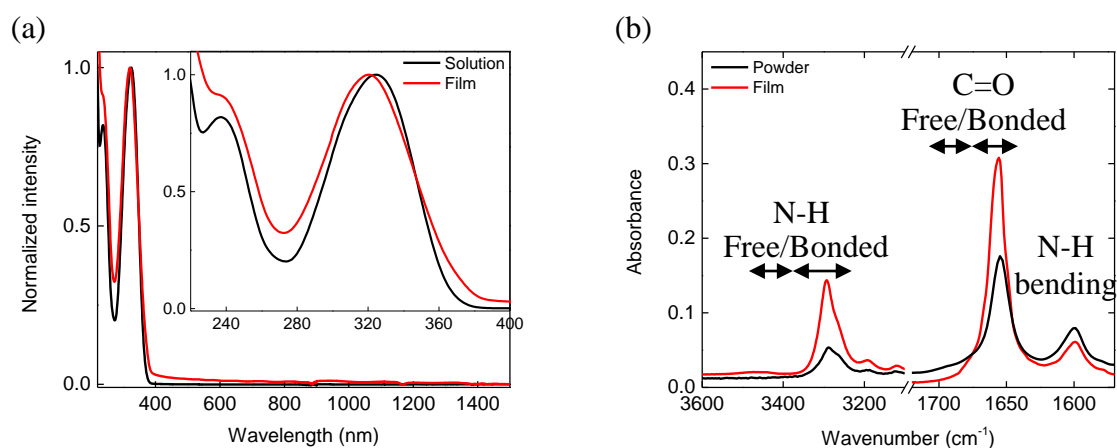 (a)
Normalized intensity
1.0
0.5
0.0
400 600 800 1000 1200 1400
Wavelength (nm)
1.0
0.5
0.0
240 280 320 360 400
Solution
Film
(b)
Absorbance
0.4
0.3
0.2
0.1
0.0
3600 3400 3200 1700 1650 1600
Wavenumber (cm⁻¹)
Powder
Film
C=O
Free/Bonded
N-H
Free/Bonded
N-H
bending